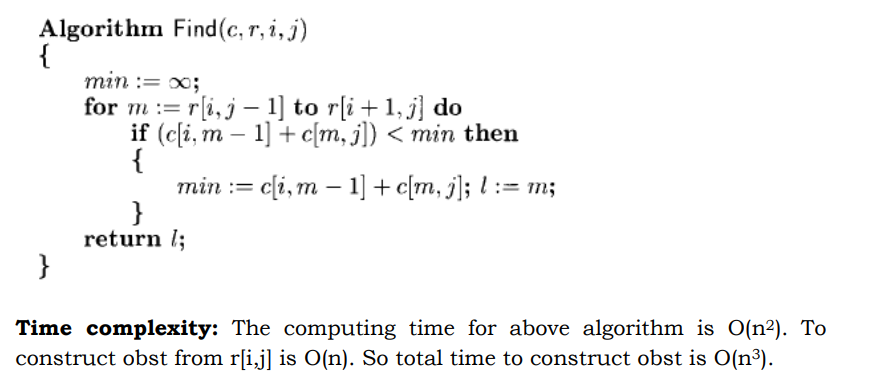 Algorithm Find(c, r, i, j)
{
min := ∞;
for m := r[i, j − 1] to r[i + 1, j] do
if (c[i, m − 1] + c[m, j]) < min then
{
min := c[i, m − 1] + c[m, j]; l := m;
}
return l;
}
Time complexity: The computing time for above algorithm is O(n²). To
construct obst from r[i,j] is O(n). So total time to construct obst is O(n³).